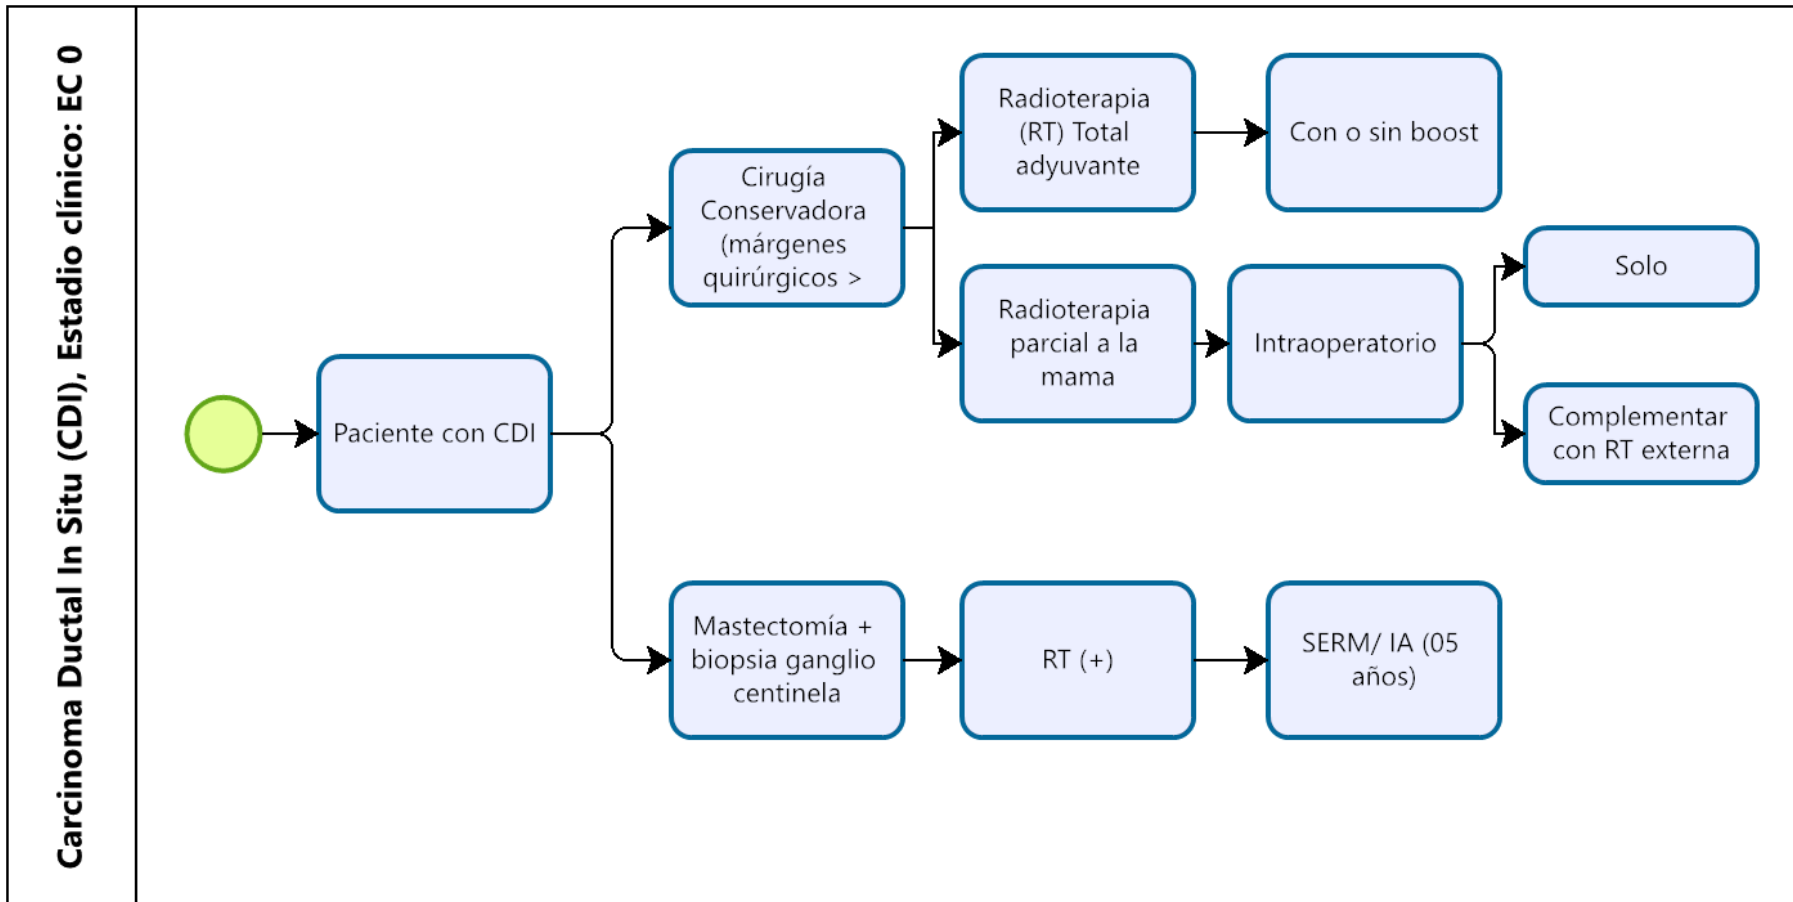 Carcinoma Ductal In Situ (CDI), Estadio clínico: EC 0
Paciente con CDI
Cirugía
Conservadora
(márgenes
quirúrgicos >
Radioterapia
(RT) Total
adyuvante
Con o sin boost
Radioterapia
parcial a la
mama
Intraoperatorio
Solo
Complementar
con RT externa
Mastectomía +
biopsia ganglio
centinela
RT (+)
SERM/ IA (05
años)